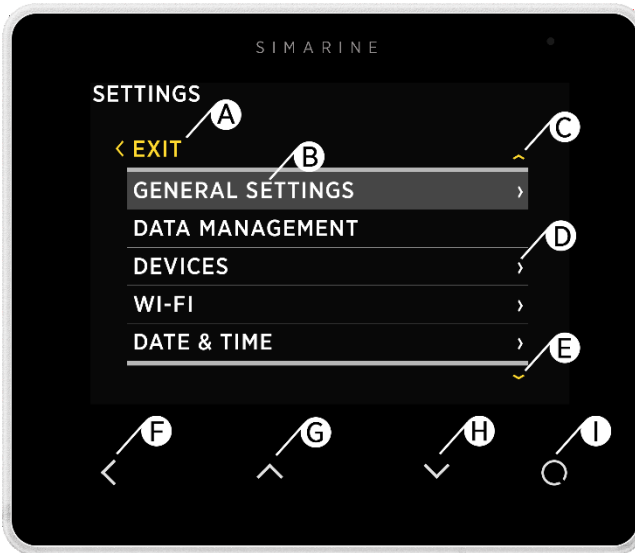 SIMARINE
SETTINGS
A
< EXIT
C
B
GENERAL SETTINGS ›
DATA MANAGEMENT
D
DEVICES ›
WI-FI ›
DATE & TIME ›
E
F
G
H
I